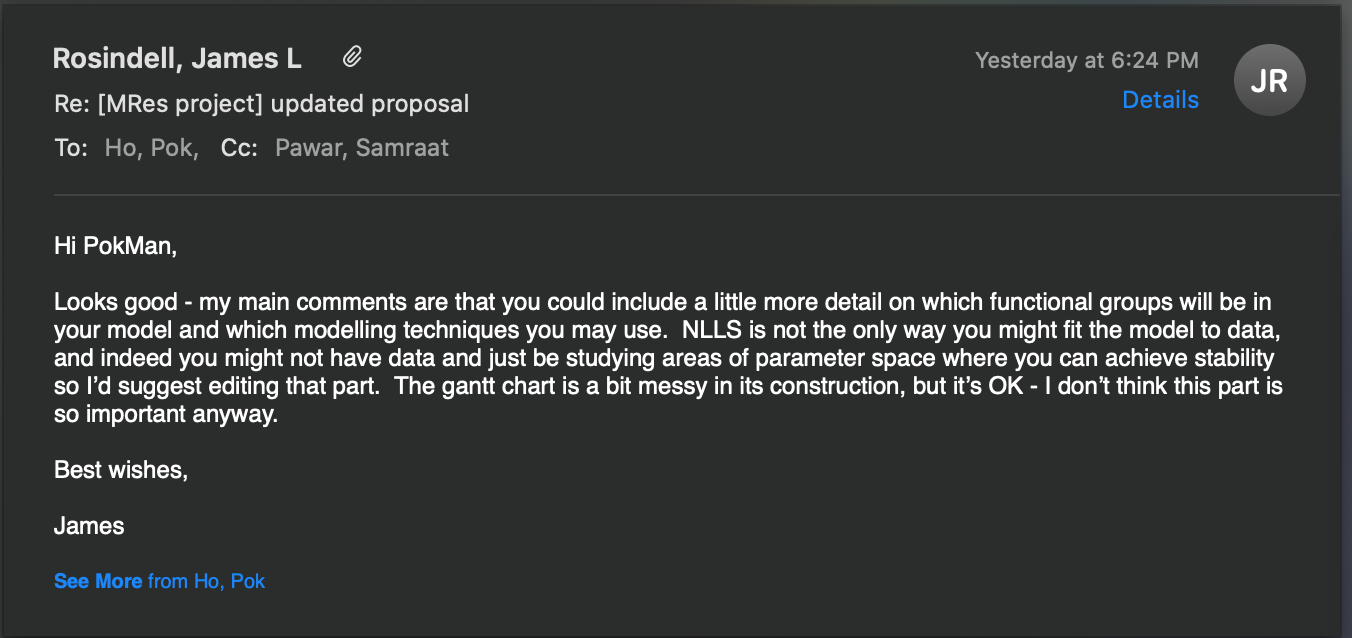 Rosindell, James L
Yesterday at 6:24 PM
JR
Re: [MRes project] updated proposal
Details
To: Ho, Pok, Cc: Pawar, Samraat
Hi PokMan,
Looks good - my main comments are that you could include a little more detail on which functional groups will be in
your model and which modelling techniques you may use.  NLLS is not the only way you might fit the model to data,
and indeed you might not have data and just be studying areas of parameter space where you can achieve stability
so I’d suggest editing that part.  The gantt chart is a bit messy in its construction, but it’s OK - I don’t think this part is
so important anyway.
Best wishes,
James
See More from Ho, Pok